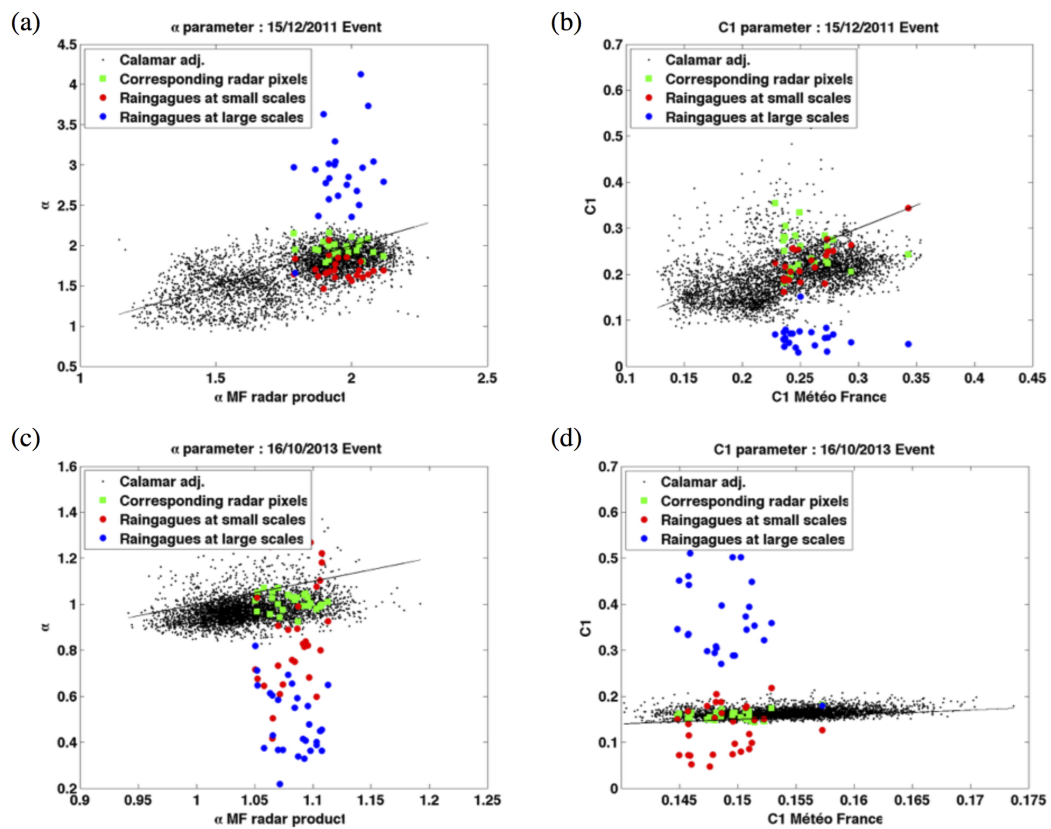 (a)
α parameter : 15/12/2011 Event
4.5
4
3.5
3
2.5
2
1.5
1
0.5
α
Calamar adj.
Corresponding radar pixels
Raingagues at small scales
Raingagues at large scales
1 1.5 2 2.5
α MF radar product
(b)
C1 parameter : 15/12/2011 Event
0.7
0.6
0.5
0.4
0.3
0.2
0.1
0
C1
Calamar adj.
Corresponding radar pixels
Raingagues at small scales
Raingagues at large scales
0.1 0.15 0.2 0.25 0.3 0.35 0.4 0.45
C1 Météo France
(c)
α parameter : 16/10/2013 Event
1.6
1.4
1.2
1
0.8
0.6
0.4
0.2
α
Calamar adj.
Corresponding radar pixels
Raingagues at small scales
Raingagues at large scales
0.9 0.95 1 1.05 1.1 1.15 1.2 1.25
α MF radar product
(d)
C1 parameter : 16/10/2013 Event
0.7
0.6
0.5
0.4
0.3
0.2
0.1
0
C1
Calamar adj.
Corresponding radar pixels
Raingagues at small scales
Raingagues at large scales
0.145 0.15 0.155 0.16 0.165 0.17 0.175
C1 Météo France